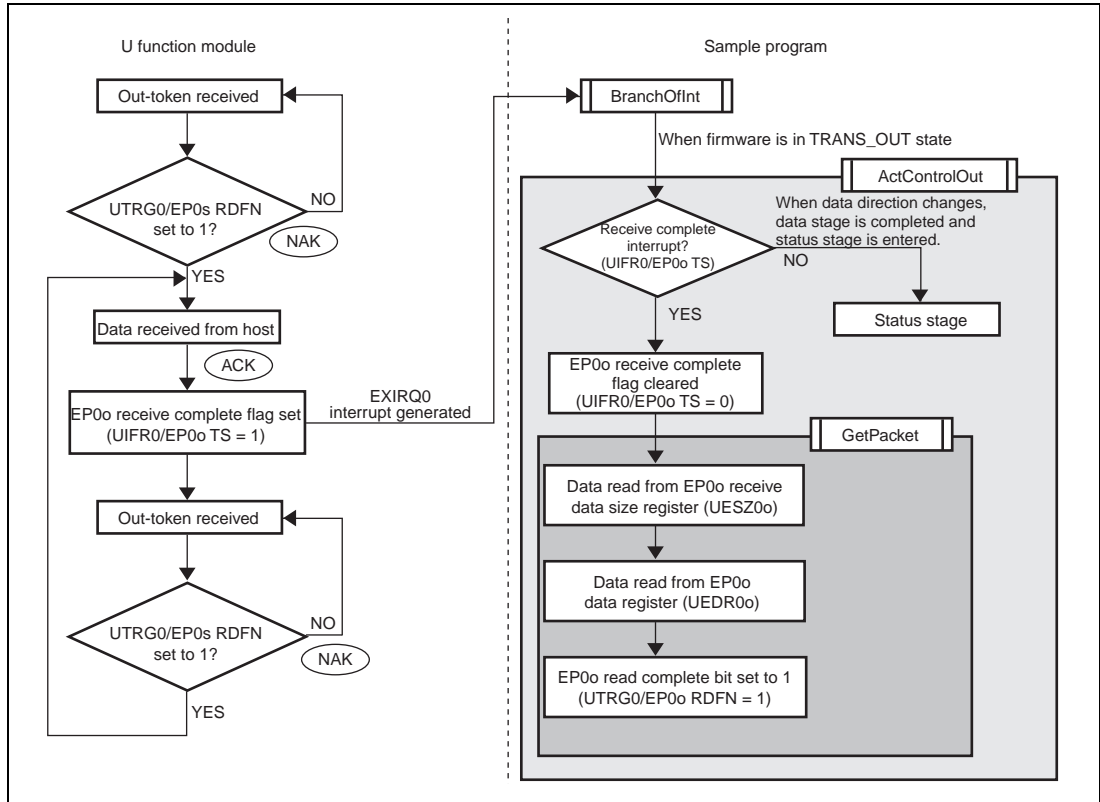 U function module
Sample program
Out-token received
UTRG0/EP0s RDFN
set to 1?
NO
NAK
YES
Data received from host
ACK
EP0o receive complete flag set
(UIFR0/EP0o TS = 1)
EXIRQ0
interrupt generated
Out-token received
UTRG0/EP0s RDFN
set to 1?
NO
NAK
YES
BranchOfInt
When firmware is in TRANS_OUT state
ActControlOut
Receive complete
interrupt?
(UIFR0/EP0o TS)
When data direction changes,
data stage is completed and
status stage is entered.
NO
Status stage
YES
EP0o receive complete
flag cleared
(UIFR0/EP0o TS = 0)
GetPacket
Data read from EP0o receive
data size register (UESZ0o)
Data read from EP0o
data register (UEDR0o)
EP0o read complete bit set to 1
(UTRG0/EP0o RDFN = 1)